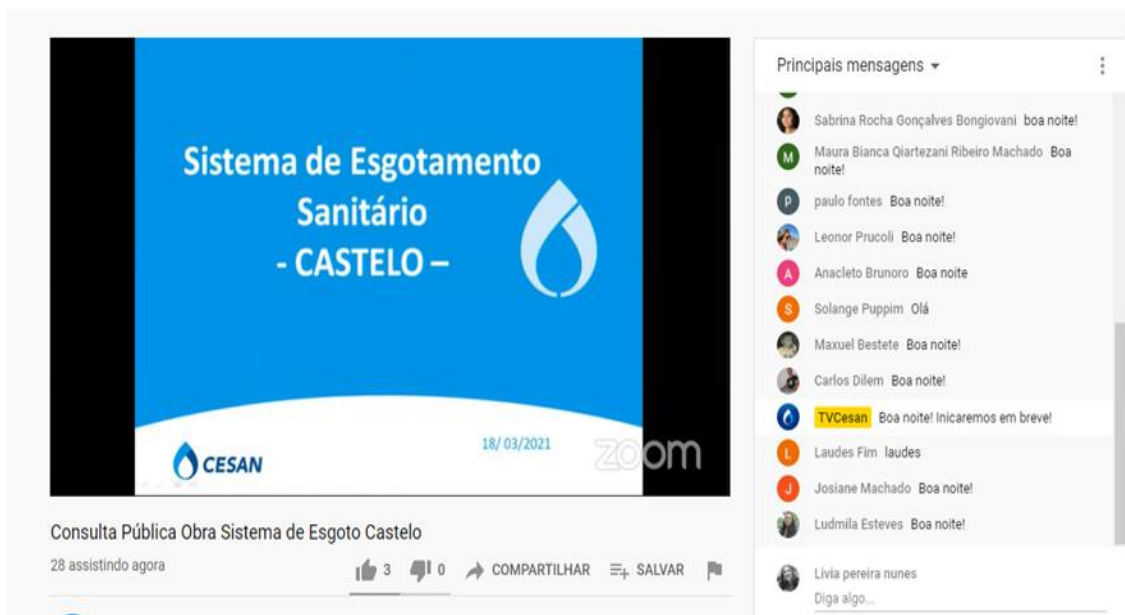 Sistema de Esgotamento
Sanitário
- CASTELO –
CESAN
18/ 03/2021
zoom
Consulta Pública Obra Sistema de Esgoto Castelo
28 assistindo agora
3
0
COMPARTILHAR
SALVAR
Principais mensagens
Sabrina Rocha Gonçalves Bongiovani boa noite!
M
Maura Bianca Qiartezani Ribeiro Machado Boa
noite!
P
paulo fontes Boa noite!
Leonor Prucoli Boa noite!
A
Anacleto Brunoro Boa noite
S
Solange Puppim Olá
Maxuel Bestete Boa noite!
Carlos Dilem Boa noite!
TVCesan Boa noite! Inicaremos em breve!
L
Laudes Fim laudes
J
Josiane Machado Boa noite!
Ludmila Esteves Boa noite!
Livia pereira nunes
Diga algo...